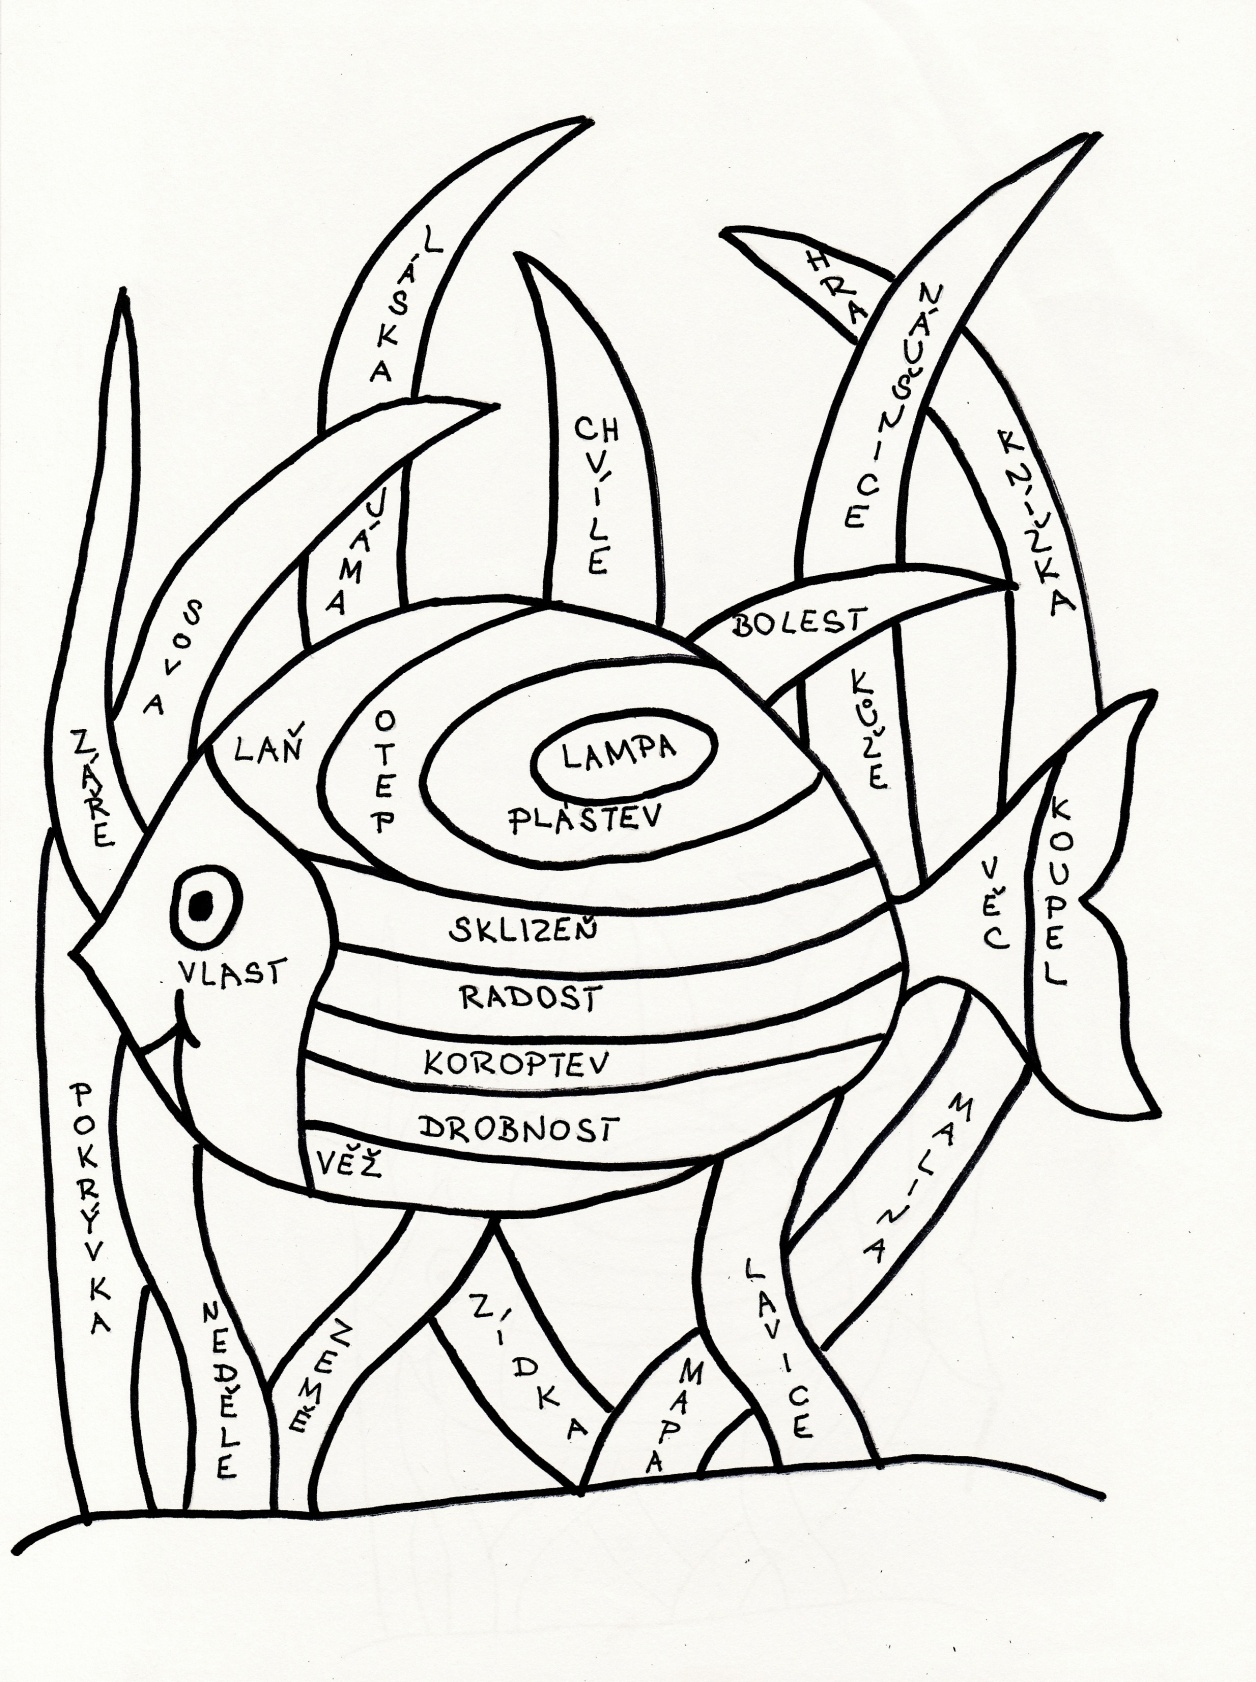 LÁSKA
HRA
NÁUŠNICE
CHVÍLE
KNÍŽKA
JÁMA
SOVA
BOLEST
KŮŽE
ZÁŘE
LAŇ
OTEP
LAMPA
PLÁSTEV
KOUPEL
VĚC
SKLIZEŇ
VLAST
RADOST
KOROPTEV
DROBNOST
VĚŽ
POKRÝVKA
MALINA
NEDĚLE
ZEMĚ
ZÍDKA
MAPA
LAVICE